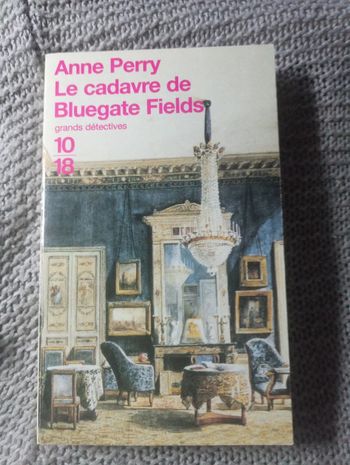 Anne Perry
Le cadavre de
Bluegate Fields
grands détectives
10
18